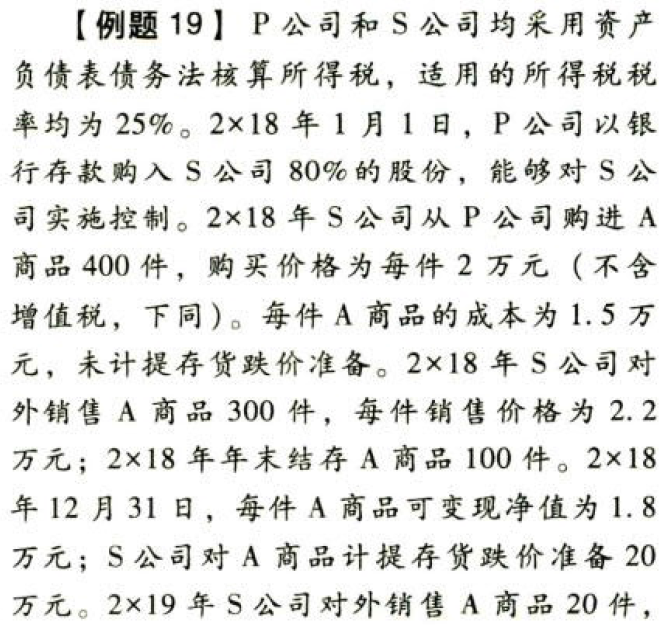 【例题 19】 P 公司和 S 公司均采用资产
负债表债务法核算所得税，适用的所得税税
率均为 25%。2×18 年 1 月 1 日，P 公司以银
行存款购入 S 公司 80%的股份，能够对 S 公
司实施控制。2×18 年 S 公司从 P 公司购进 A
商品 400 件，购买价格为每件 2 万元（不含
增值税，下同）。每件 A 商品的成本为 1.5 万
元，未计提存货跌价准备。2×18 年 S 公司对
外销售 A 商品 300 件，每件销售价格为 2.2
万元；2×18 年年末结存 A 商品 100 件。2×18
年 12 月 31 日，每件 A 商品可变现净值为 1.8
万元；S 公司对 A 商品计提存货跌价准备 20
万元。2×19 年 S 公司对外销售 A 商品 20 件，